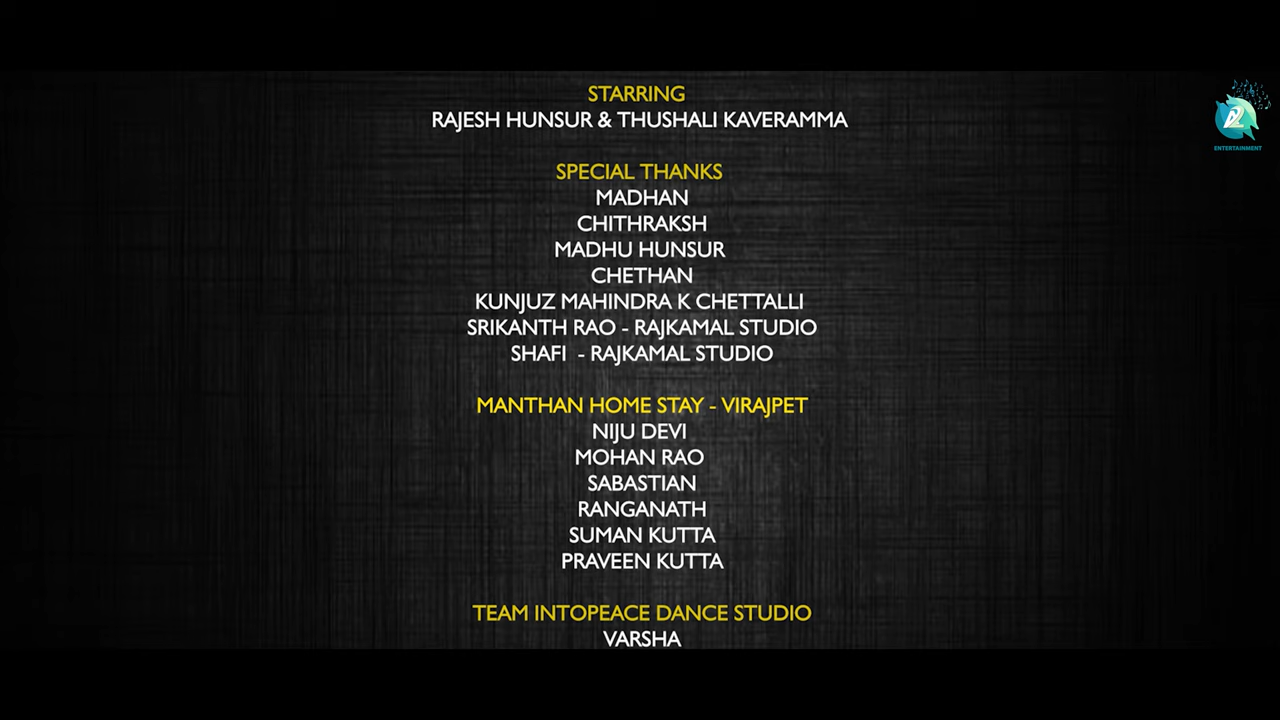 STARRING
RAJESH HUNSUR & THUSHALI KAVERAMMA
SPECIAL THANKS
MADHAN
CHITHRAKSH
MADHU HUNSUR
CHETHAN
KUNJUZ MAHINDRA K CHETTALLI
SRIKANTH RAO - RAJKAMAL STUDIO
SHAFI - RAJKAMAL STUDIO
MANTHAN HOME STAY - VIRAJPET
NIJU DEVI
MOHAN RAO
SABASTIAN
RANGANATH
SUMAN KUTTA
PRAVEEN KUTTA
TEAM INTOPEACE DANCE STUDIO
VARSHA
A2
ENTERTAINMENT